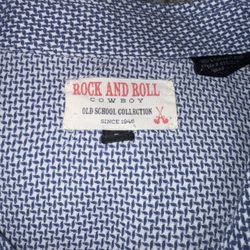 ROCK AND ROLL
COWBOY
OLD SCHOOL COLLECTION
SINCE 1946